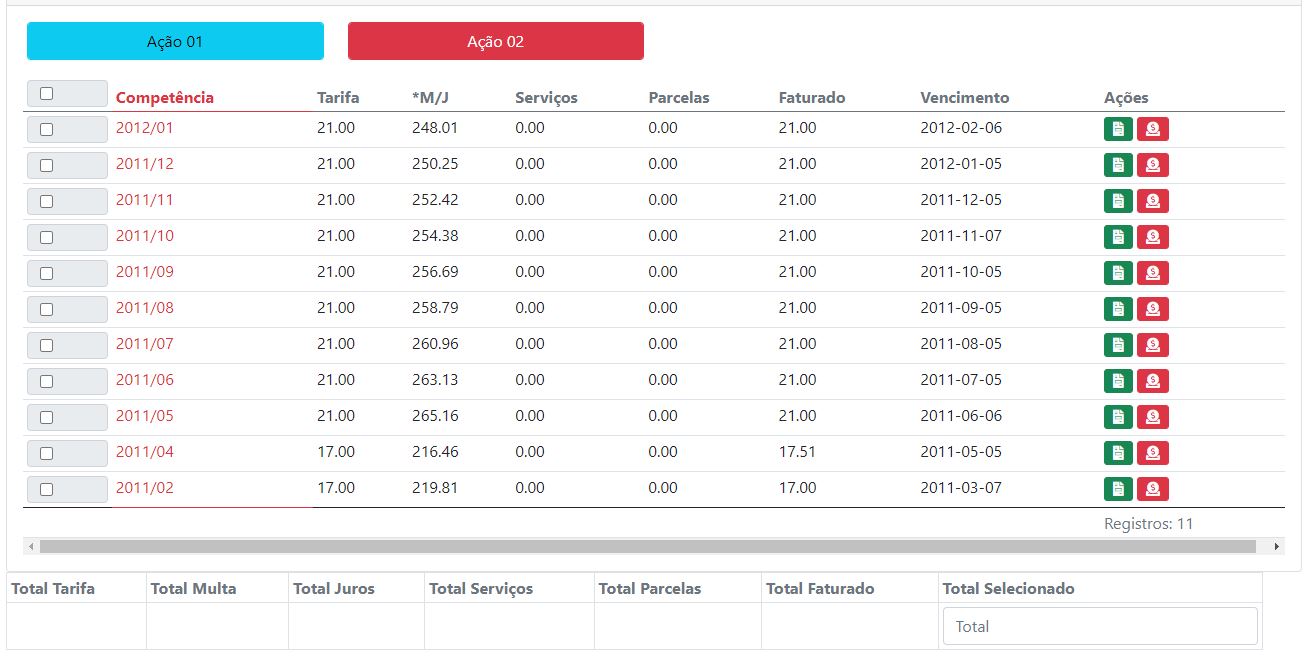 Ação 01 Ação 02
Competência Tarifa *M/J Serviços Parcelas Faturado Vencimento Ações
2012/01 21.00 248.01 0.00 0.00 21.00 2012-02-06
2011/12 21.00 250.25 0.00 0.00 21.00 2012-01-05
2011/11 21.00 252.42 0.00 0.00 21.00 2011-12-05
2011/10 21.00 254.38 0.00 0.00 21.00 2011-11-07
2011/09 21.00 256.69 0.00 0.00 21.00 2011-10-05
2011/08 21.00 258.79 0.00 0.00 21.00 2011-09-05
2011/07 21.00 260.96 0.00 0.00 21.00 2011-08-05
2011/06 21.00 263.13 0.00 0.00 21.00 2011-07-05
2011/05 21.00 265.16 0.00 0.00 21.00 2011-06-06
2011/04 17.00 216.46 0.00 0.00 17.51 2011-05-05
2011/02 17.00 219.81 0.00 0.00 17.00 2011-03-07
Registros: 11
Total Tarifa Total Multa Total Juros Total Serviços Total Parcelas Total Faturado Total Selecionado
Total